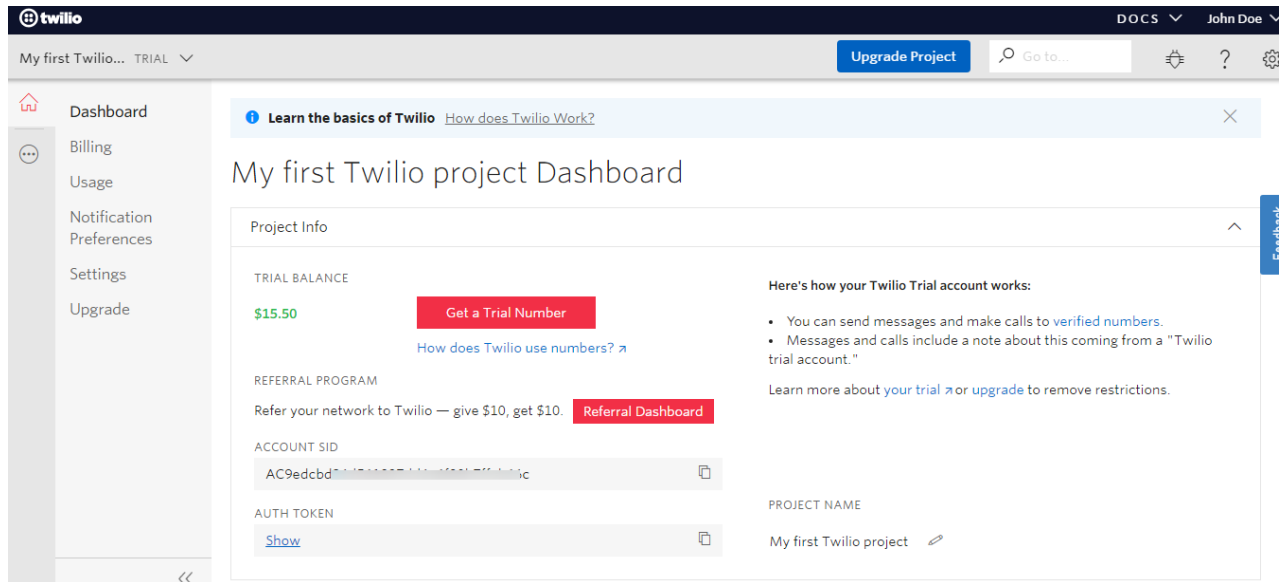 twilio
DOCS
John Doe
My first Twilio... TRIAL
Upgrade Project
Go to...
Dashboard
Billing
Usage
Notification
Preferences
Settings
Upgrade
Learn the basics of Twilio How does Twilio Work?
My first Twilio project Dashboard
Feedback
Project Info
TRIAL BALANCE
$15.50
Get a Trial Number
How does Twilio use numbers?
REFERRAL PROGRAM
Refer your network to Twilio — give $10, get $10. Referral Dashboard
ACCOUNT SID
AUTH TOKEN
Show
Here's how your Twilio Trial account works:
• You can send messages and make calls to verified numbers.
• Messages and calls include a note about this coming from a "Twilio
trial account."
Learn more about your trial or upgrade to remove restrictions.
PROJECT NAME
My first Twilio project